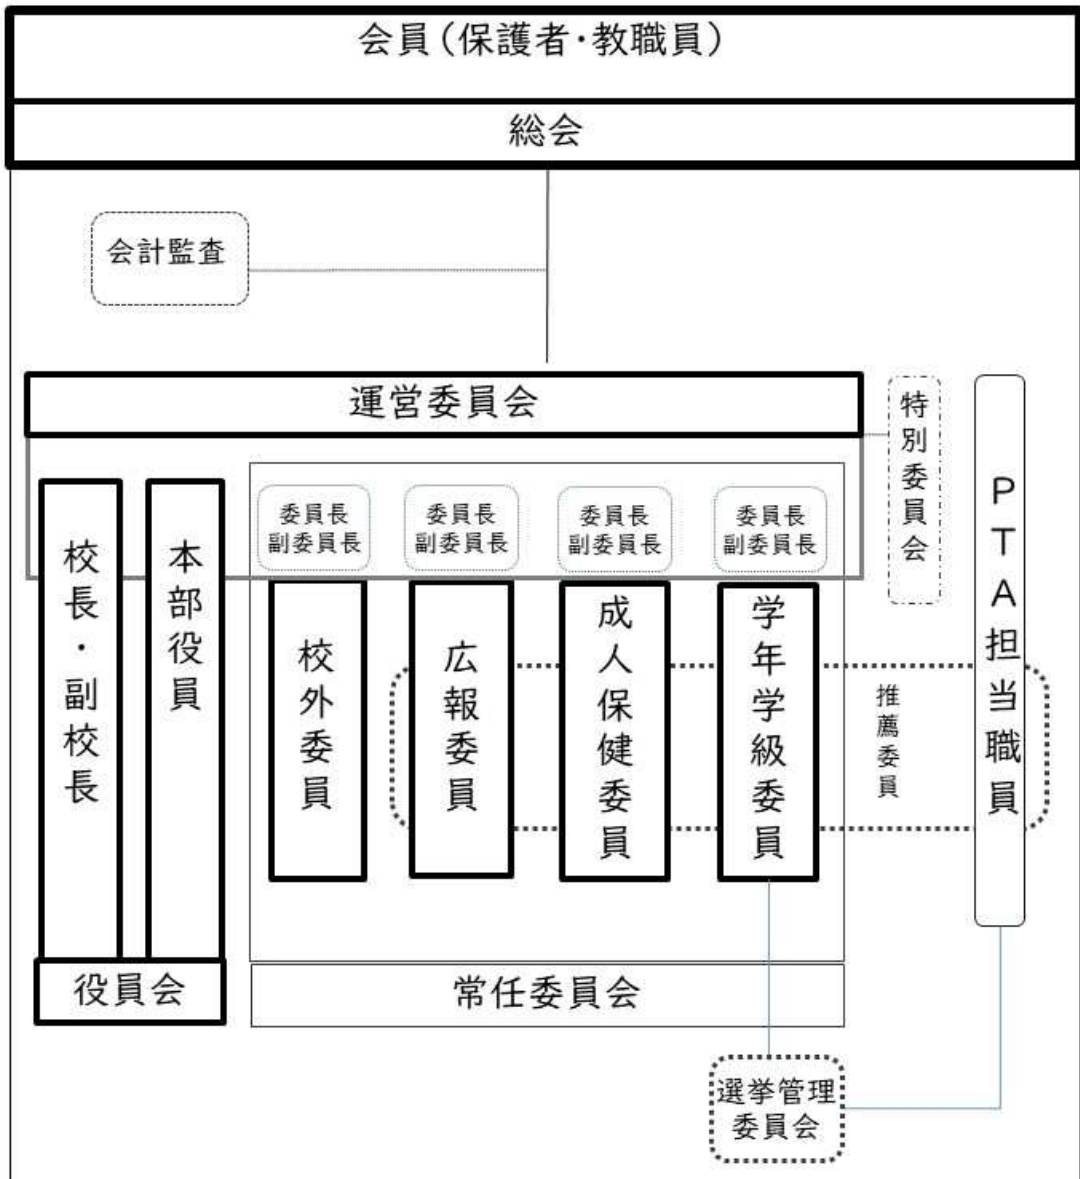 会員（保護者・教職員）
総会
会計監査
運営委員会
特別委員会
PTA担当職員
校長・副校長
本部役員
委員長
副委員長
委員長
副委員長
委員長
副委員長
委員長
副委員長
校外委員
広報委員
成人保健委員
学年学級委員
推薦委員
役員会
常任委員会
選挙管理
委員会